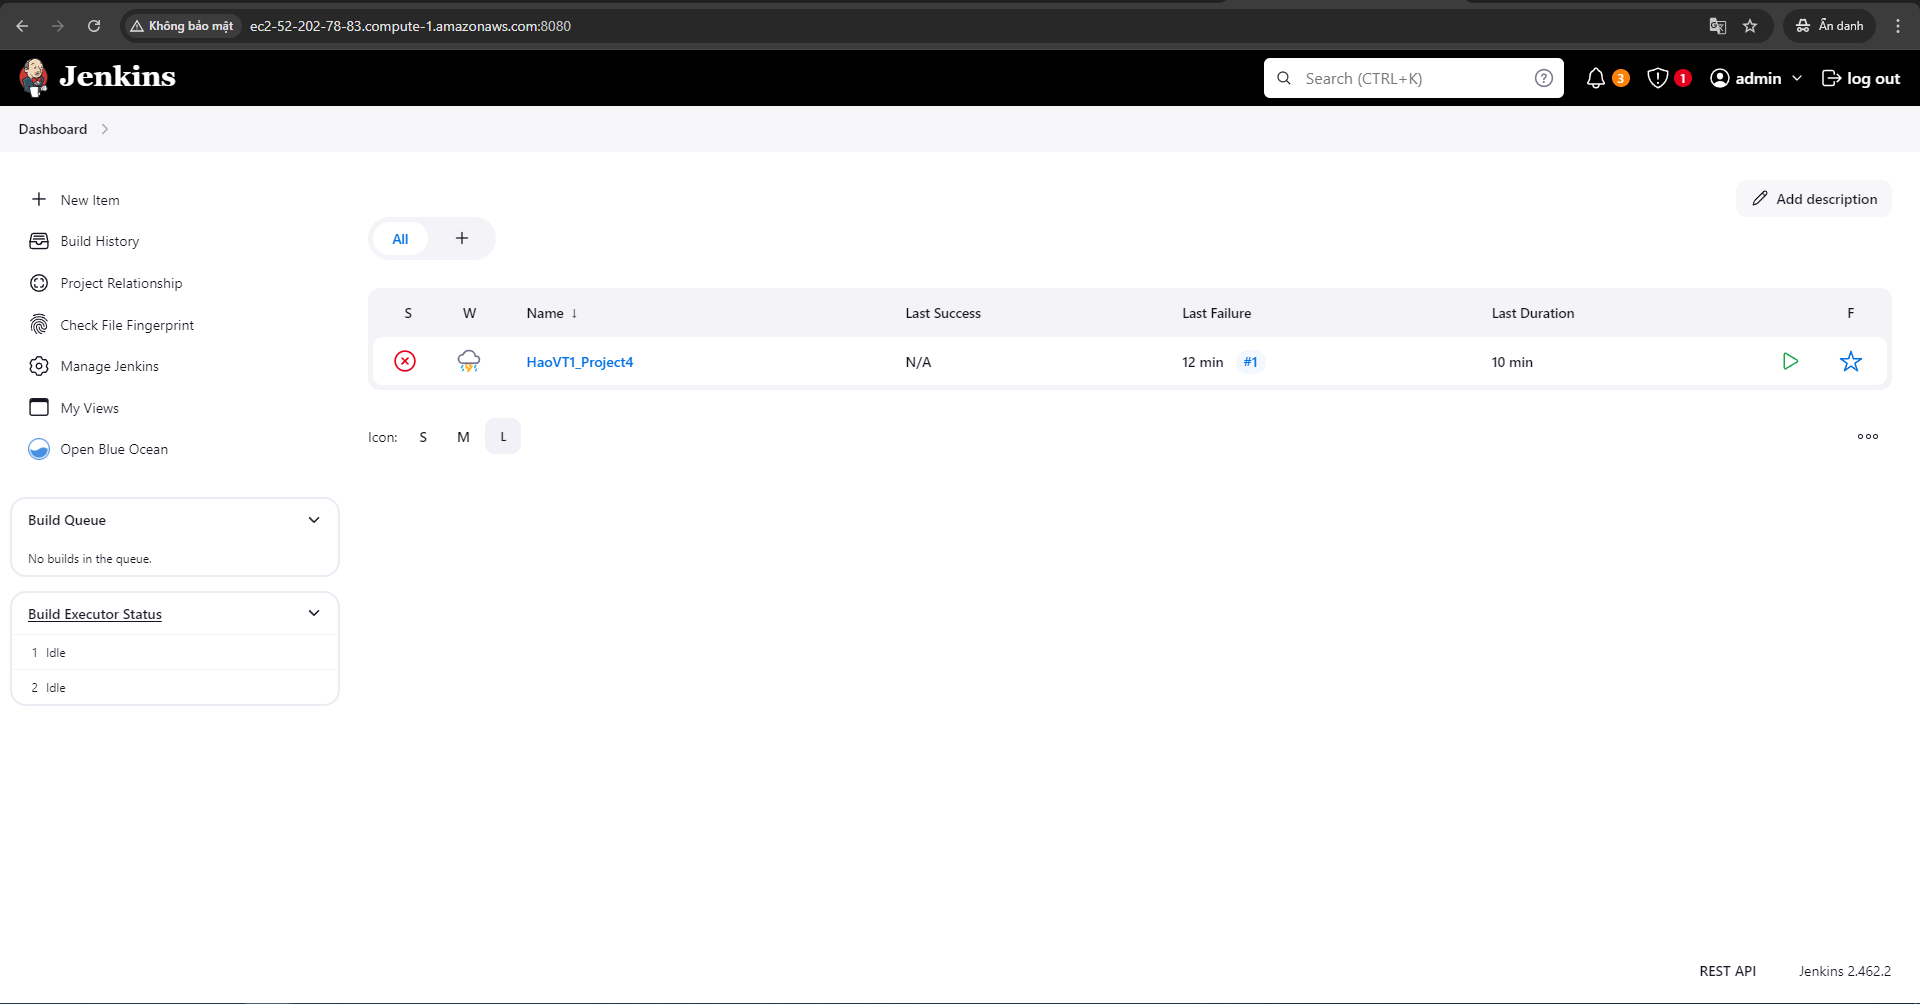 Không bảo mật ec2-52-202-78-83.compute-1.amazonaws.com:8080 Ẩn danh
Jenkins Search (CTRL+K) ? 3 1 admin log out
Dashboard
New Item
Build History
Project Relationship
Check File Fingerprint
Manage Jenkins
My Views
Open Blue Ocean
Build Queue
No builds in the queue.
Build Executor Status
1 Idle
2 Idle
Add description
All +
S W Name ↓ Last Success Last Failure Last Duration F
HaoVT1_Project4 N/A 12 min #1 10 min
Icon: S M L
REST API Jenkins 2.462.2